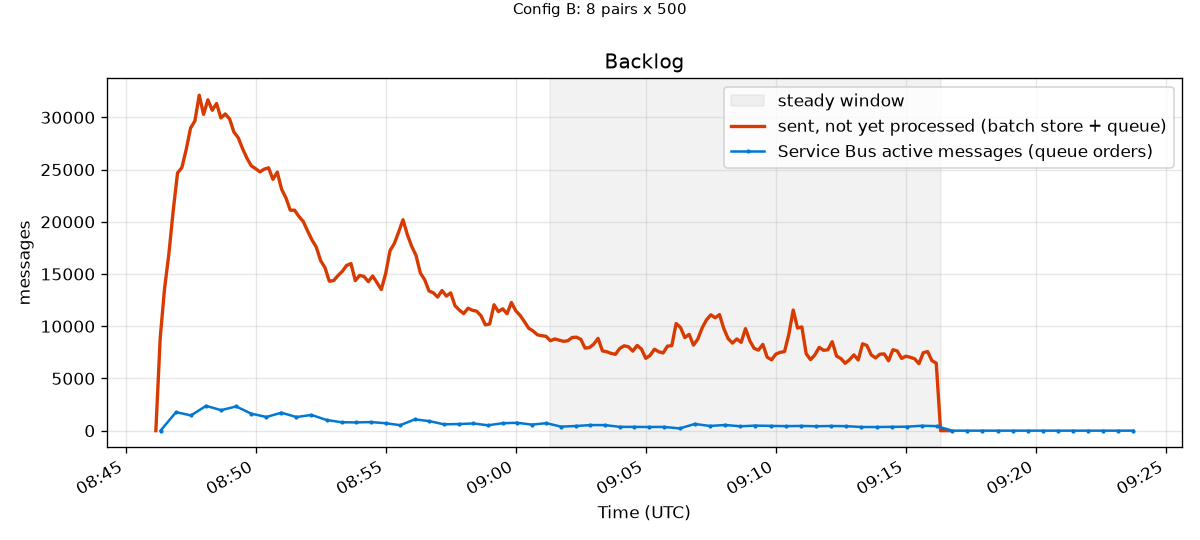 Config B: 8 pairs x 500
Backlog
steady window
sent, not yet processed (batch store + queue)
Service Bus active messages (queue orders)
messages
30000
25000
20000
15000
10000
5000
0
08:45
08:50
08:55
09:00
09:05
09:10
09:15
09:20
09:25
Time (UTC)